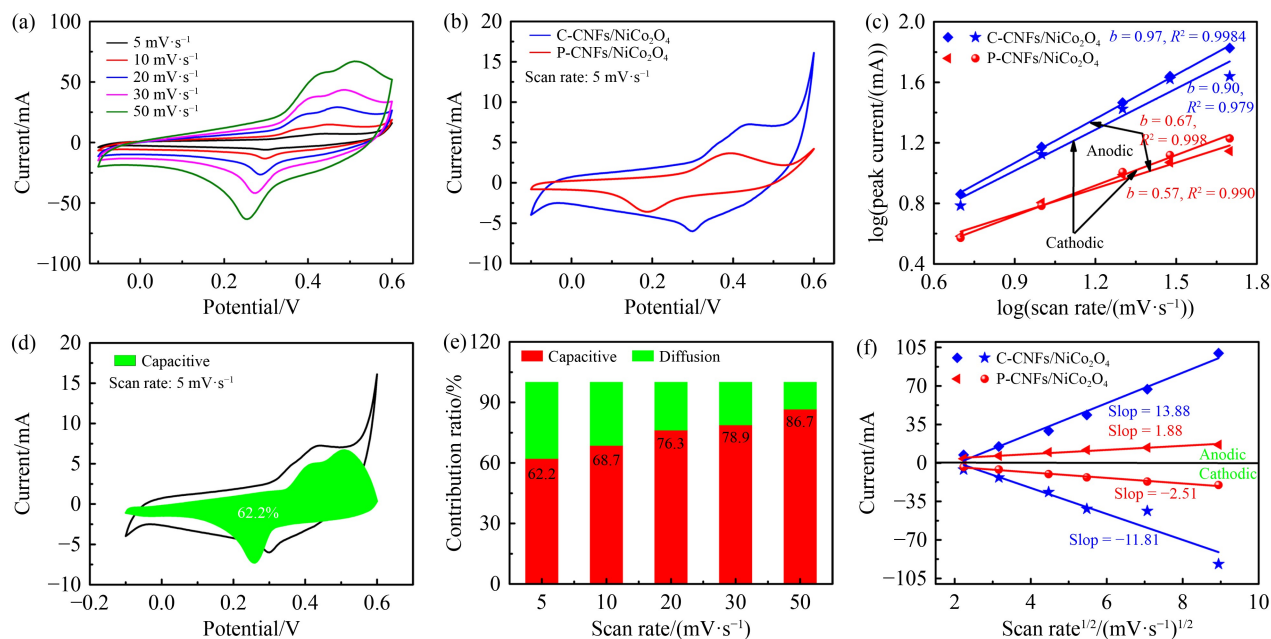 (a)
100
50
0
−50
−100
Current/mA
5 mV·s⁻¹
10 mV·s⁻¹
20 mV·s⁻¹
30 mV·s⁻¹
50 mV·s⁻¹
0.0 0.2 0.4 0.6
Potential/V
(b)
20
15
10
5
0
−5
−10
Current/mA
C-CNFs/NiCo₂O₄
P-CNFs/NiCo₂O₄
Scan rate: 5 mV·s⁻¹
0.0 0.2 0.4 0.6
Potential/V
(c)
2.0
1.6
1.2
0.8
0.4
log(peak current/(mA))
C-CNFs/NiCo₂O₄
P-CNFs/NiCo₂O₄
b = 0.97, R² = 0.9984
b = 0.90,
R² = 0.979
b = 0.67,
R² = 0.998
Anodic
b = 0.57, R² = 0.990
Cathodic
0.6 0.9 1.2 1.5 1.8
log(scan rate/(mV·s⁻¹))
(d)
20
15
10
5
0
−5
−10
Current/mA
Capacitive
Scan rate: 5 mV·s⁻¹
62.2%
−0.2 0.0 0.2 0.4 0.6
Potential/V
(e)
120
90
60
30
0
Contribution ratio/%
Capacitive Diffusion
62.2 68.7 76.3 78.9 86.7
5 10 20 30 50
Scan rate/(mV·s⁻¹)
(f)
105
70
35
0
−35
−70
−105
Current/mA
C-CNFs/NiCo₂O₄
P-CNFs/NiCo₂O₄
Slop = 13.88
Slop = 1.88
Anodic
Cathodic
Slop = −2.51
Slop = −11.81
2 4 6 8 10
Scan rate¹ᐟ²/(mV·s⁻¹)¹ᐟ²